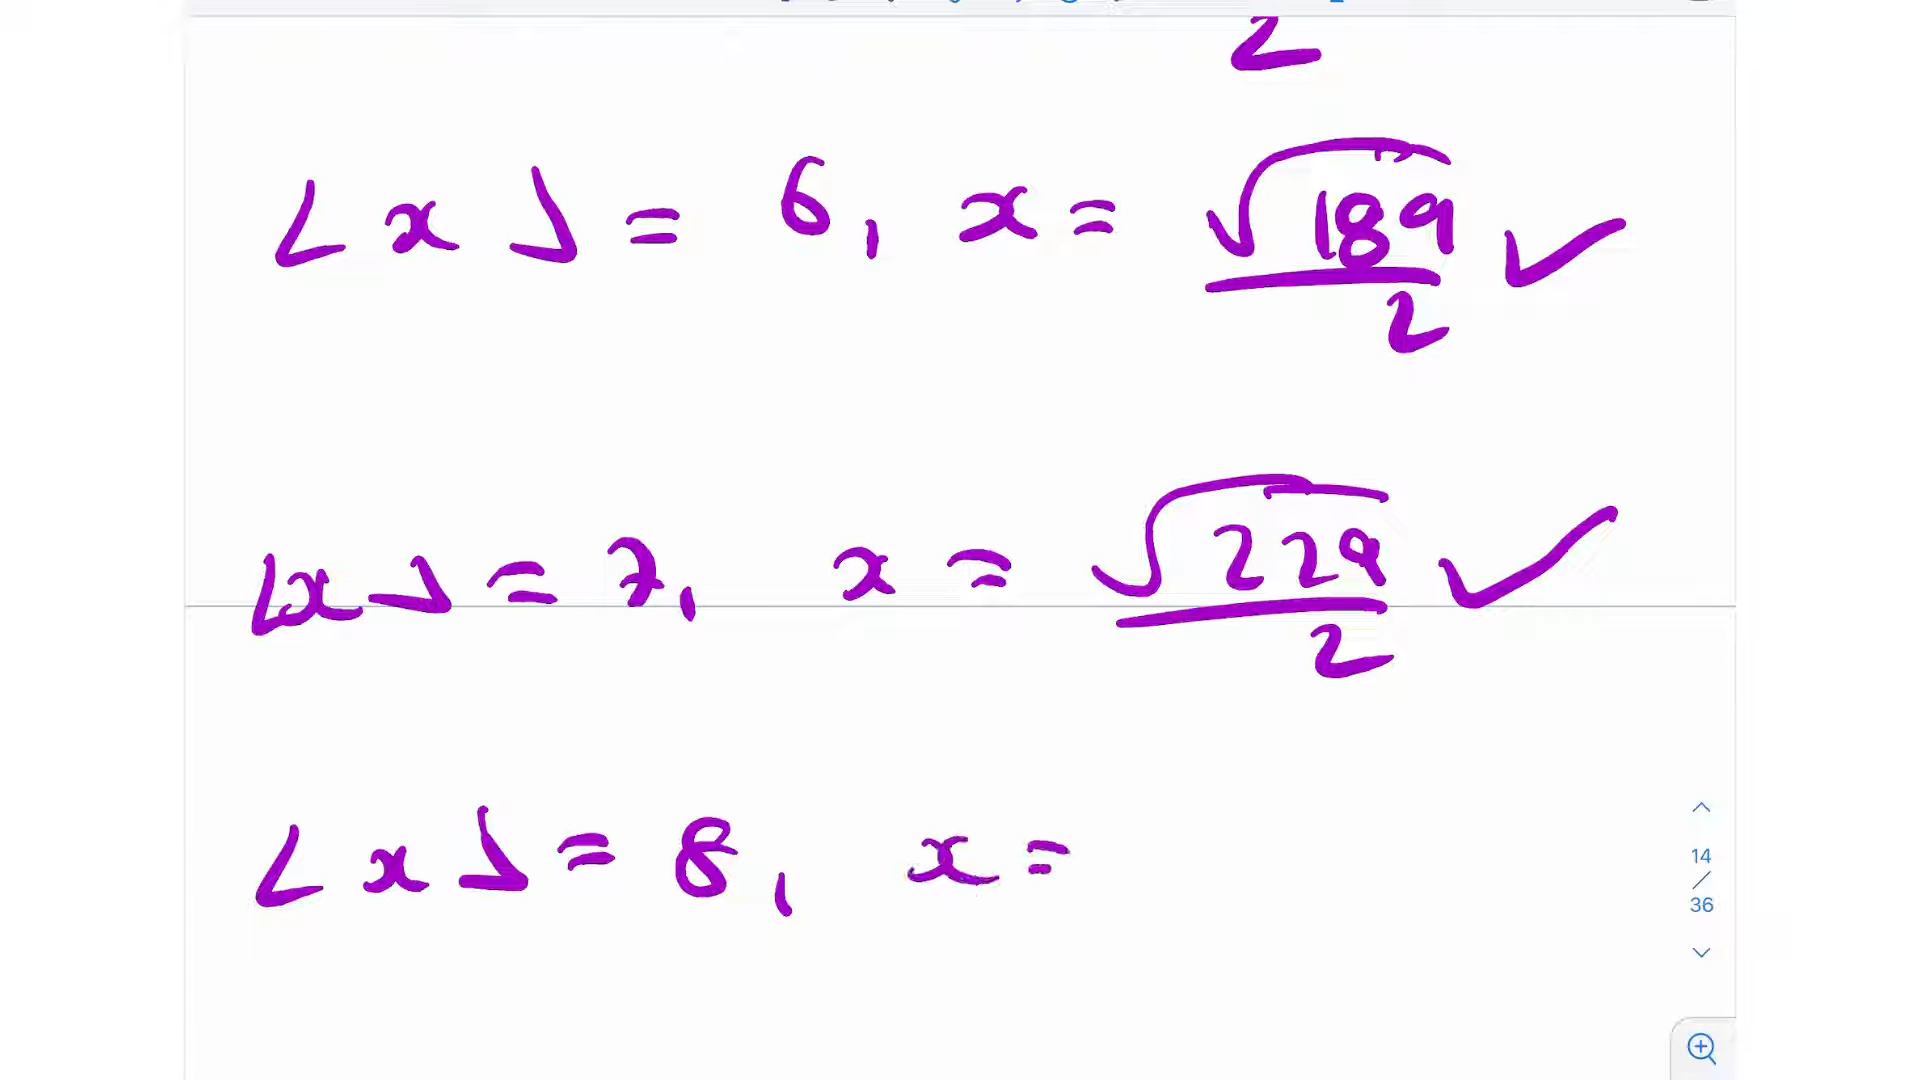 2
⌊x⌋ = 6, x = √189 ✓
2
⌊x⌋ = 7, x = √229 ✓
2
⌊x⌋ = 8, x =
14
/
36